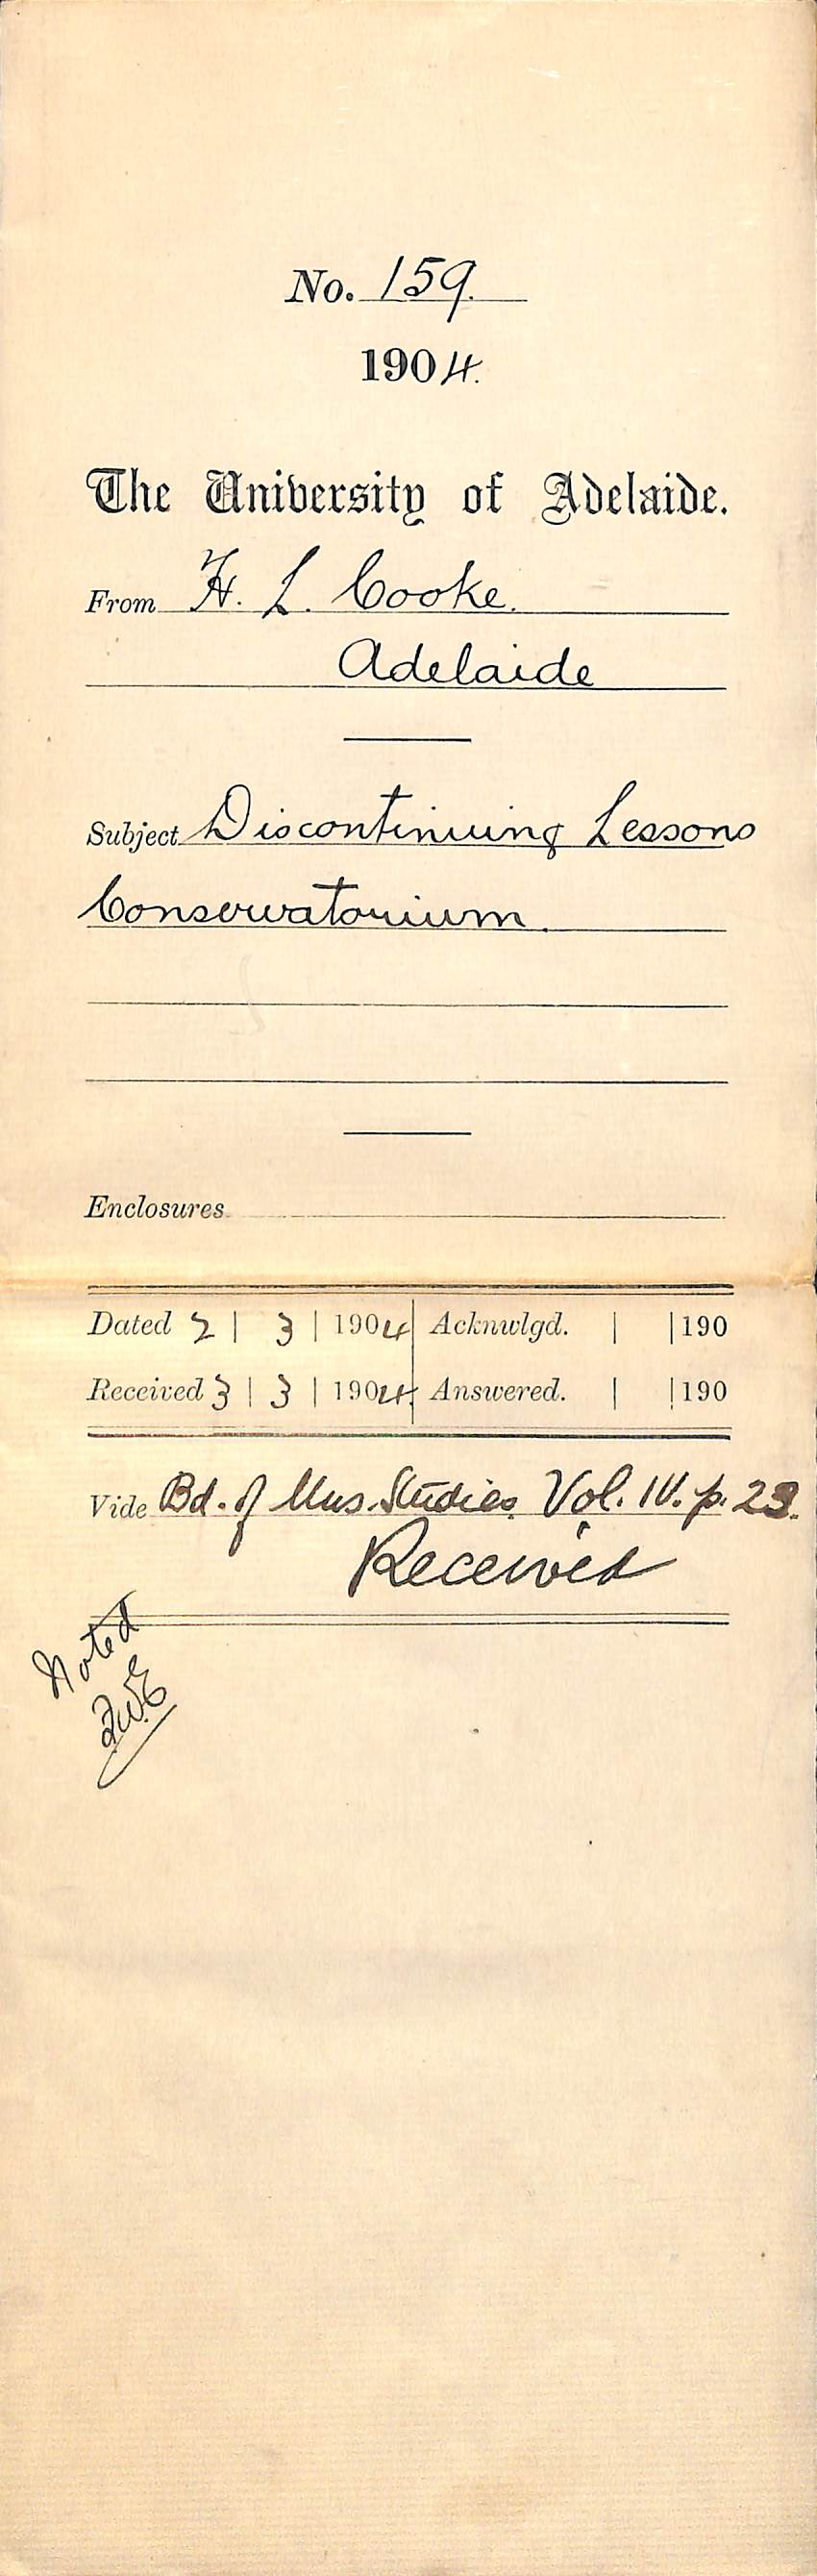 No. 159.
1904.
The University of Adelaide.
From H. L. Cooke.
Adelaide
Subject Discontinuing Lessons
Conservatorium.
Enclosures
Dated 2 | 3 | 1904 Acknwlgd. | | 190
Received 3 | 3 | 1904. Answered. | | 190
Vide Bd. of Mus. Studies. Vol. IV. p. 23.
Received
Noted